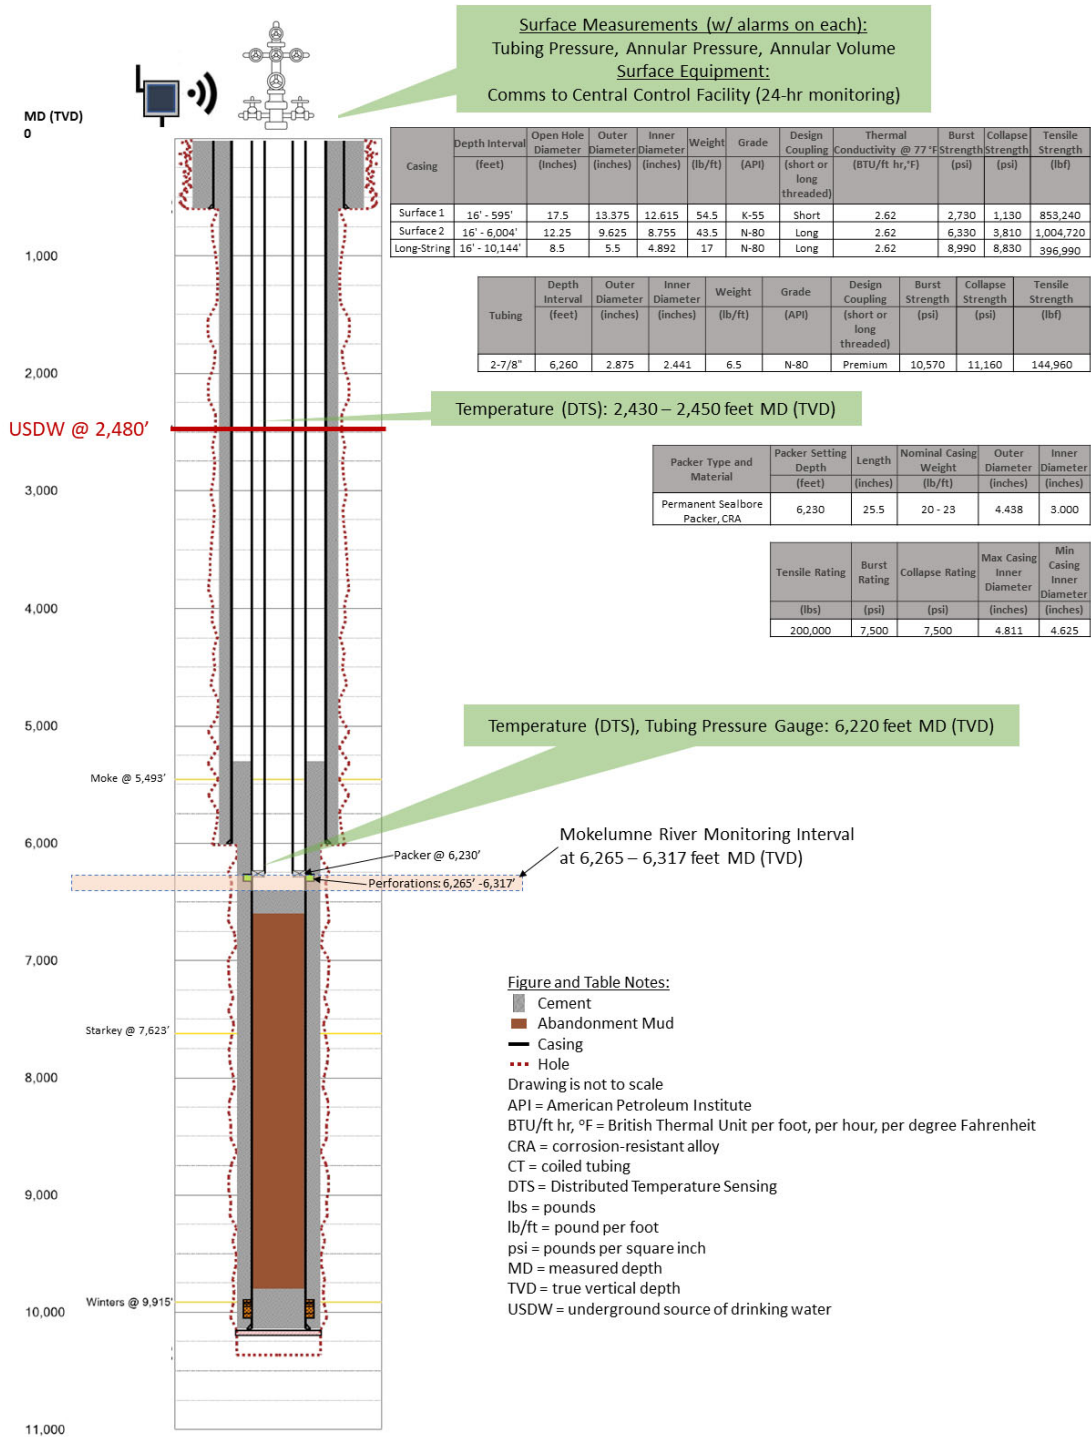 Surface Measurements (w/ alarms on each):
Tubing Pressure, Annular Pressure, Annular Volume
Surface Equipment:
Comms to Central Control Facility (24-hr monitoring)
MD (TVD)
0
1,000
2,000
3,000
4,000
5,000
6,000
7,000
8,000
9,000
10,000
11,000
Casing Depth Interval Open Hole Diameter Outer Diameter Inner Diameter Weight Grade Design Coupling Thermal Conductivity @ 77 °F Burst Strength Collapse Strength Tensile Strength
(feet) (Inches) (inches) (inches) (lb/ft) (API) (short or long threaded) (BTU/ft hr,°F) (psi) (psi) (lbf)
Surface 1 16' - 595' 17.5 13.375 12.615 54.5 K-55 Short 2.62 2,730 1,130 853,240
Surface 2 16' - 6,004' 12.25 9.625 8.755 43.5 N-80 Long 2.62 6,330 3,810 1,004,720
Long-String 16' - 10,144' 8.5 5.5 4.892 17 N-80 Long 2.62 8,990 8,830 396,990
Tubing Depth Interval Outer Diameter Inner Diameter Weight Grade Design Coupling Burst Strength Collapse Strength Tensile Strength
(feet) (inches) (inches) (lb/ft) (API) (short or long threaded) (psi) (psi) (lbf)
2-7/8" 6,260 2.875 2.441 6.5 N-80 Premium 10,570 11,160 144,960
Temperature (DTS): 2,430 – 2,450 feet MD (TVD)
USDW @ 2,480'
Packer Type and Material Packer Setting Depth Length Nominal Casing Weight Outer Diameter Inner Diameter
(feet) (inches) (lb/ft) (inches) (inches)
Permanent Sealbore Packer, CRA 6,230 25.5 20 - 23 4.438 3.000
Tensile Rating Burst Rating Collapse Rating Max Casing Inner Diameter Min Casing Inner Diameter
(lbs) (psi) (psi) (inches) (inches)
200,000 7,500 7,500 4.811 4.625
Temperature (DTS), Tubing Pressure Gauge: 6,220 feet MD (TVD)
Moke @ 5,493'
Mokelumne River Monitoring Interval
at 6,265 – 6,317 feet MD (TVD)
Packer @ 6,230'
Perforations: 6,265' -6,317'
Starkey @ 7,623'
Winters @ 9,915'
Figure and Table Notes:
Cement
Abandonment Mud
Casing
Hole
Drawing is not to scale
API = American Petroleum Institute
BTU/ft hr, °F = British Thermal Unit per foot, per hour, per degree Fahrenheit
CRA = corrosion-resistant alloy
CT = coiled tubing
DTS = Distributed Temperature Sensing
lbs = pounds
lb/ft = pound per foot
psi = pounds per square inch
MD = measured depth
TVD = true vertical depth
USDW = underground source of drinking water